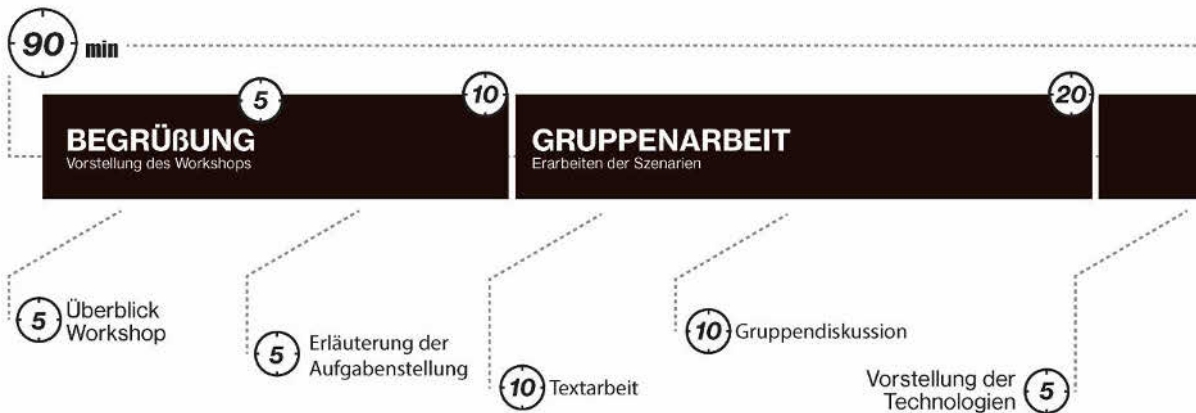 90 min
5
10
20
BEGRÜßUNG
Vorstellung des Workshops
GRUPPENARBEIT
Erarbeiten der Szenarien
5 Überblick
Workshop
5 Erläuterung der
Aufgabenstellung
10 Textarbeit
10 Gruppendiskussion
Vorstellung der
Technologien 5